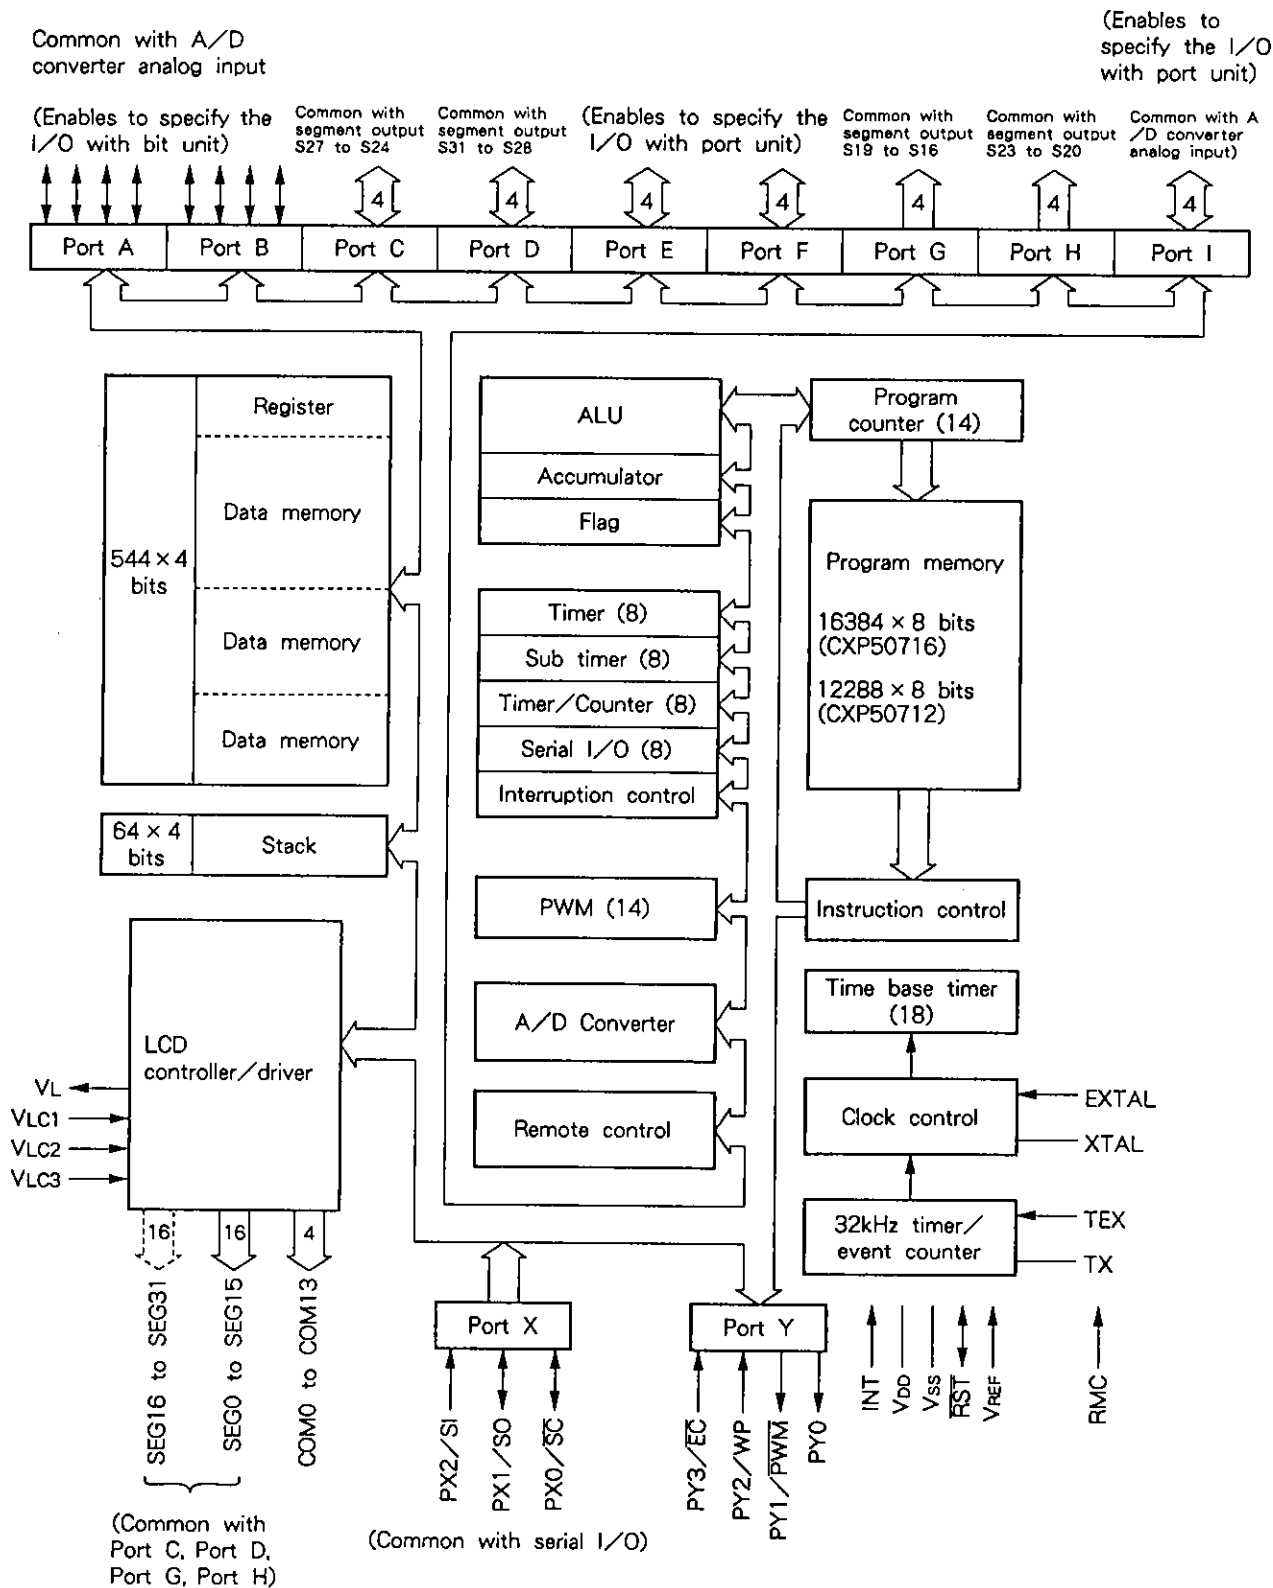 Common with A/D
converter analog input
(Enables to specify the
I/O with bit unit)
Common with
segment output
S27 to S24
Common with
segment output
S31 to S28
(Enables to specify the
I/O with port unit)
Common with
segment output
S19 to S16
Common with
segment output
S23 to S20
(Enables to
specify the I/O
with port unit)
Common with A
/D converter
analog input)
4
4
4
4
4
4
4
Port A
Port B
Port C
Port D
Port E
Port F
Port G
Port H
Port I
544×4
bits
Register
Data memory
Data memory
Data memory
64×4
bits
Stack
ALU
Accumulator
Flag
Timer (8)
Sub timer (8)
Timer/Counter (8)
Serial I/O (8)
Interruption control
PWM (14)
A/D Converter
Remote control
Program
counter (14)
Program memory
16384×8 bits
(CXP50716)
12288×8 bits
(CXP50712)
Instruction control
Time base timer
(18)
Clock control
EXTAL
XTAL
32kHz timer/
event counter
TEX
TX
LCD
controller/driver
VL
VLC1
VLC2
VLC3
16
16
4
SEG16 to SEG31
SEG0 to SEG15
COM0 to COM13
(Common with
Port C, Port D,
Port G, Port H)
Port X
PX2/SI
PX1/SO
PX0/S̅C̅
(Common with serial I/O)
Port Y
PY3/E̅C̅
PY2/WP
PY1/P̅W̅M̅
PY0
INT
VDD
VSS
R̅S̅T̅
VREF
RMC